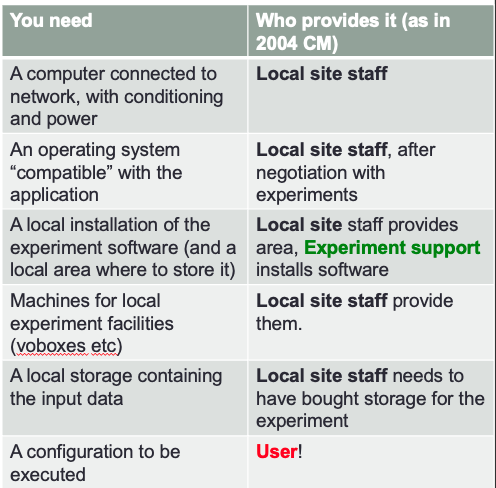 You need
Who provides it (as in
2004 CM)
A computer connected to
network, with conditioning
and power
Local site staff
An operating system
“compatible” with the
application
Local site staff, after
negotiation with
experiments
A local installation of the
experiment software (and a
local area where to store it)
Local site staff provides
area, Experiment support
installs software
Machines for local
experiment facilities
(voboxes etc)
Local site staff provide
them.
A local storage containing
the input data
Local site staff needs to
have bought storage for the
experiment
A configuration to be
executed
User!